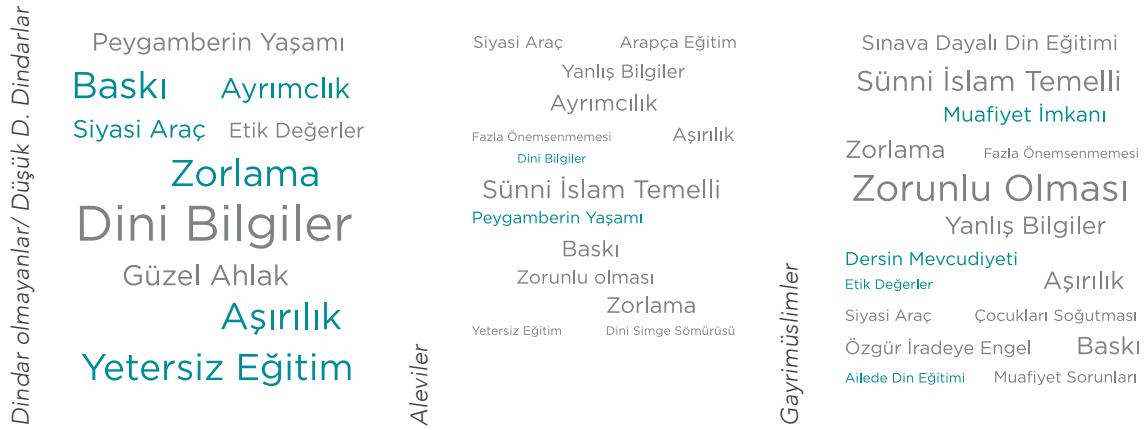 Dindar olmayanlar/ Düşük D. Dindarlar
Peygamberin Yaşamı
Baskı Ayrımclık
Siyasi Araç Etik Değerler
Zorlama
Dini Bilgiler
Güzel Ahlak
Aşırılık
Yetersiz Eğitim
Aleviler
Siyasi Araç Arapça Eğitim
Yanlış Bilgiler
Ayrımcılık
Fazla Önemsenmemesi Aşırılık
Dini Bilgiler
Sünni İslam Temelli
Peygamberin Yaşamı
Baskı
Zorunlu olması
Zorlama
Yetersiz Eğitim Dini Simge Sömürüsü
Gayrimüslimler
Sınava Dayalı Din Eğitimi
Sünni İslam Temelli
Muafiyet İmkanı
Zorlama Fazla Önemsenmemesi
Zorunlu Olması
Yanlış Bilgiler
Dersin Mevcudiyeti
Etik Değerler Aşırılık
Siyasi Araç Çocukları Soğutması
Özgür İradeye Engel Baskı
Ailede Din Eğitimi Muafiyet Sorunları